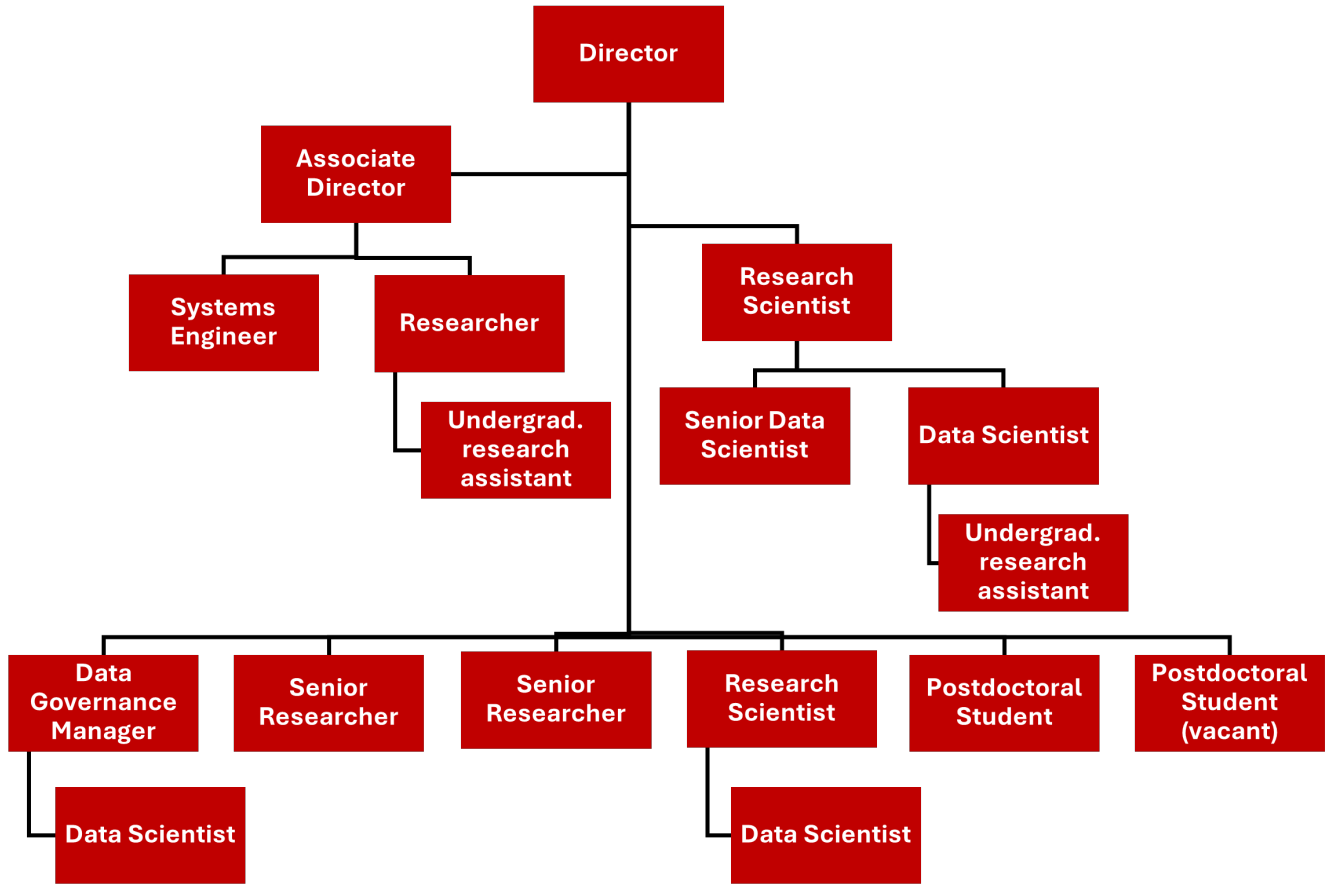 Director
Associate
Director
Systems
Engineer
Researcher
Undergrad.
research
assistant
Research
Scientist
Senior Data
Scientist
Data Scientist
Undergrad.
research
assistant
Data
Governance
Manager
Senior
Researcher
Senior
Researcher
Research
Scientist
Postdoctoral
Student
Postdoctoral
Student
(vacant)
Data Scientist
Data Scientist